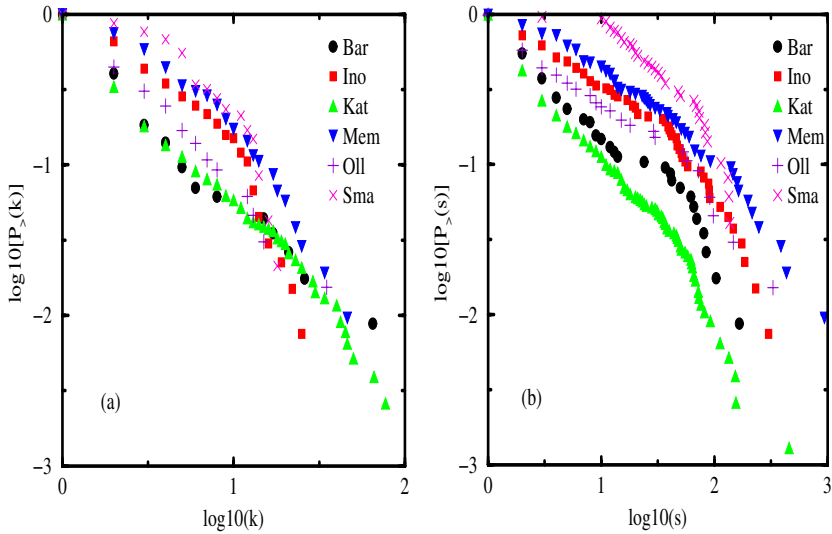 0
−1
−2
−3
log10[P>(k)]
Bar
Ino
Kat
Mem
Oll
Sma
(a)
0
1
2
log10(k)
0
−1
−2
−3
log10[P>(s)]
Bar
Ino
Kat
Mem
Oll
Sma
(b)
0
1
2
3
log10(s)